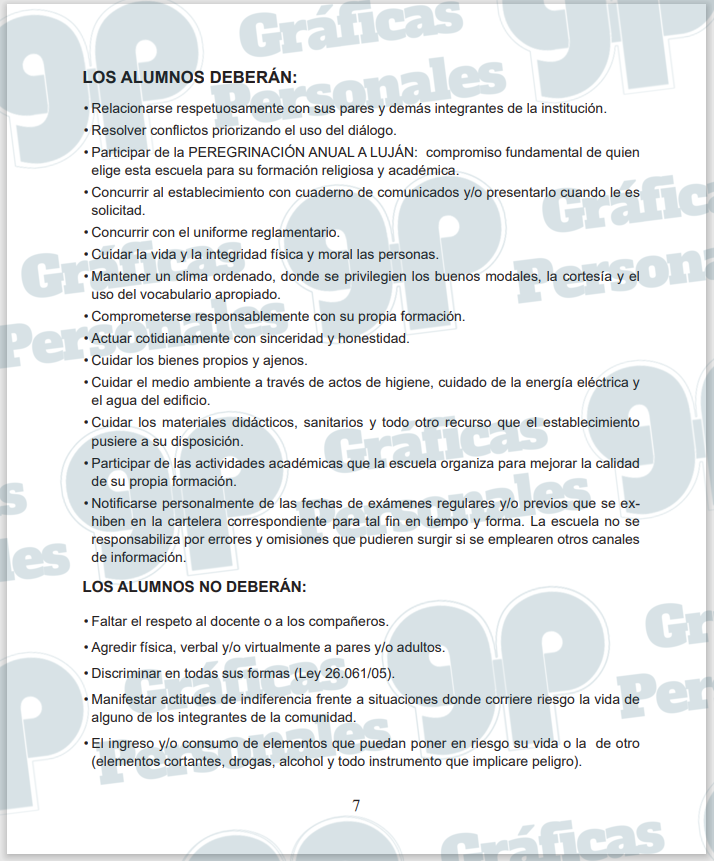 LOS ALUMNOS DEBERÁN:
• Relacionarse respetuosamente con sus pares y demás integrantes de la institución.
• Resolver conflictos priorizando el uso del diálogo.
• Participar de la PEREGRINACIÓN ANUAL A LUJÁN: compromiso fundamental de quien
elige esta escuela para su formación religiosa y académica.
• Concurrir al establecimiento con cuaderno de comunicados y/o presentarlo cuando le es
solicitad.
• Concurrir con el uniforme reglamentario.
• Cuidar la vida y la integridad física y moral las personas.
• Mantener un clima ordenado, donde se privilegien los buenos modales, la cortesía y el
uso del vocabulario apropiado.
• Comprometerse responsablemente con su propia formación.
• Actuar cotidianamente con sinceridad y honestidad.
• Cuidar los bienes propios y ajenos.
• Cuidar el medio ambiente a través de actos de higiene, cuidado de la energía eléctrica y
el agua del edificio.
• Cuidar los materiales didácticos, sanitarios y todo otro recurso que el establecimiento
pusiere a su disposición.
• Participar de las actividades académicas que la escuela organiza para mejorar la calidad
de su propia formación.
• Notificarse personalmente de las fechas de exámenes regulares y/o previos que se ex-
hiben en la cartelera correspondiente para tal fin en tiempo y forma. La escuela no se
responsabiliza por errores y omisiones que pudieren surgir si se emplearen otros canales
de información.
LOS ALUMNOS NO DEBERÁN:
• Faltar el respeto al docente o a los compañeros.
• Agredir física, verbal y/o virtualmente a pares y/o adultos.
• Discriminar en todas sus formas (Ley 26.061/05).
• Manifestar actitudes de indiferencia frente a situaciones donde corriere riesgo la vida de
alguno de los integrantes de la comunidad.
• El ingreso y/o consumo de elementos que puedan poner en riesgo su vida o la de otro
(elementos cortantes, drogas, alcohol y todo instrumento que implicare peligro).
7
gp Gráficas
Personales